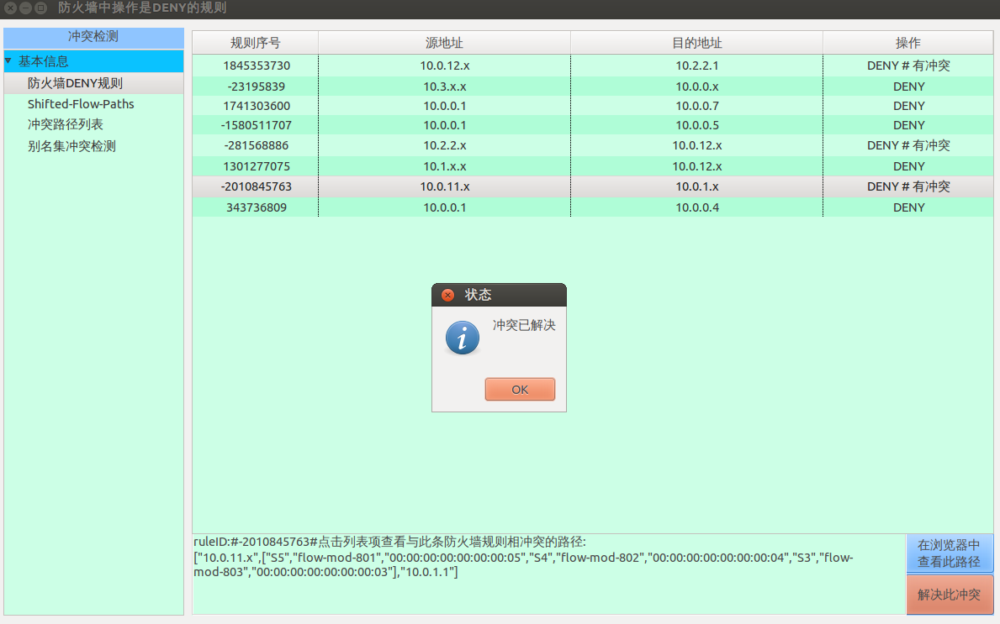 防火墙中操作是DENY的规则
冲突检测
基本信息
防火墙DENY规则
Shifted-Flow-Paths
冲突路径列表
别名集冲突检测
规则序号 源地址 目的地址 操作
1845353730 10.0.12.x 10.2.2.1 DENY # 有冲突
-23195839 10.3.x.x 10.0.0.x DENY
1741303600 10.0.0.1 10.0.0.7 DENY
-1580511707 10.0.0.1 10.0.0.5 DENY
-281568886 10.2.2.x 10.0.12.x DENY # 有冲突
1301277075 10.1.x.x 10.0.12.x DENY
-2010845763 10.0.11.x 10.0.1.x DENY # 有冲突
343736809 10.0.0.1 10.0.0.4 DENY
状态
冲突已解决
OK
ruleID:#-2010845763#点击列表项查看与此条防火墙规则相冲突的路径:
["10.0.11.x",["S5","flow-mod-801","00:00:00:00:00:00:00:05","S4","flow-mod-802","00:00:00:00:00:00:00:04","S3","flow-
mod-803","00:00:00:00:00:00:00:03"],"10.0.1.1"]
在浏览器中
查看此路径
解决此冲突